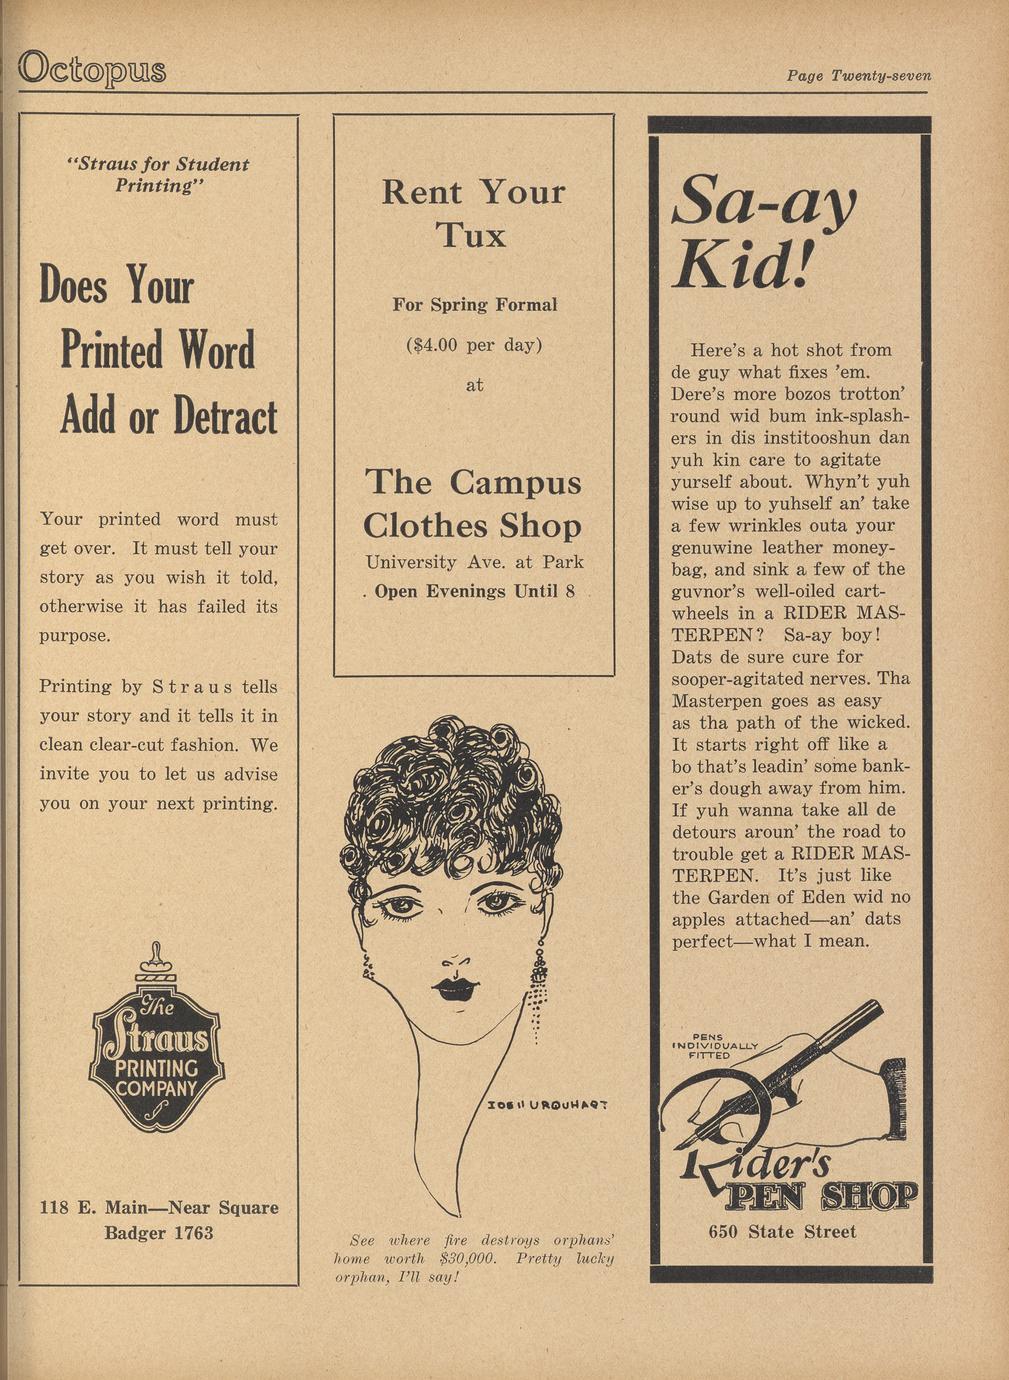 Octopus
Page Twenty-seven
"Straus for Student
Printing"
Does Your
Printed Word
Add or Detract
Your printed word must
get over. It must tell your
story as you wish it told,
otherwise it has failed its
purpose.
Printing by Straus tells
your story and it tells it in
clean clear-cut fashion. We
invite you to let us advise
you on your next printing.
The
Straus
PRINTING
COMPANY
118 E. Main—Near Square
Badger 1763
Rent Your
Tux
For Spring Formal
($4.00 per day)
at
The Campus
Clothes Shop
University Ave. at Park
Open Evenings Until 8
JOSH URQUHART
See where fire destroys orphans'
home worth $30,000. Pretty lucky
orphan, I'll say!
Sa-ay
Kid!
Here's a hot shot from
de guy what fixes 'em.
Dere's more bozos trotton'
round wid bum ink-splash-
ers in dis institooshun dan
yuh kin care to agitate
yurself about. Whyn't yuh
wise up to yuhself an' take
a few wrinkles outa your
genuwine leather money-
bag, and sink a few of the
guvnor's well-oiled cart-
wheels in a RIDER MAS-
TERPEN? Sa-ay boy!
Dats de sure cure for
sooper-agitated nerves. Tha
Masterpen goes as easy
as tha path of the wicked.
It starts right off like a
bo that's leadin' some bank-
er's dough away from him.
If yuh wanna take all de
detours aroun' the road to
trouble get a RIDER MAS-
TERPEN. It's just like
the Garden of Eden wid no
apples attached—an' dats
perfect—what I mean.
PENS
INDIVIDUALLY
FITTED
Rider's
PEN SHOP
650 State Street